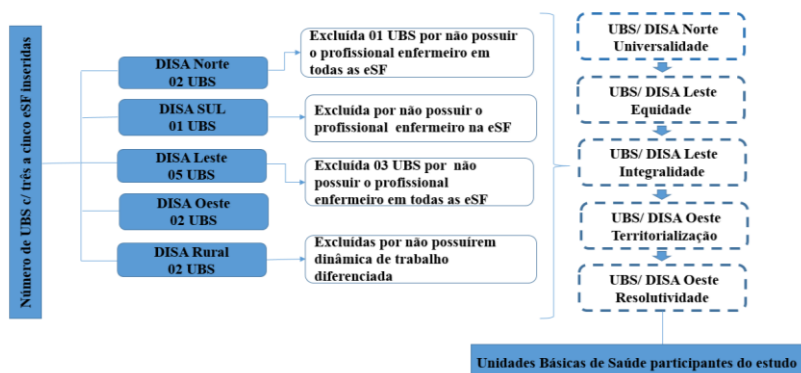 Número de UBS c/ três a cinco eSF inseridas
DISA Norte
02 UBS
DISA SUL
01 UBS
DISA Leste
05 UBS
DISA Oeste
02 UBS
DISA Rural
02 UBS
Excluída 01 UBS por não possuir
o profissional enfermeiro em
todas as eSF
Excluída por não possuir o
profissional enfermeiro na eSF
Excluída 03 UBS por não
possuir o profissional
enfermeiro em todas as eSF
Excluídas por não possuírem
dinâmica de trabalho
diferenciada
UBS/ DISA Norte
Universalidade
UBS/ DISA Leste
Equidade
UBS/ DISA Leste
Integralidade
UBS/ DISA Oeste
Territorialização
UBS/ DISA Oeste
Resolutividade
Unidades Básicas de Saúde participantes do estudo